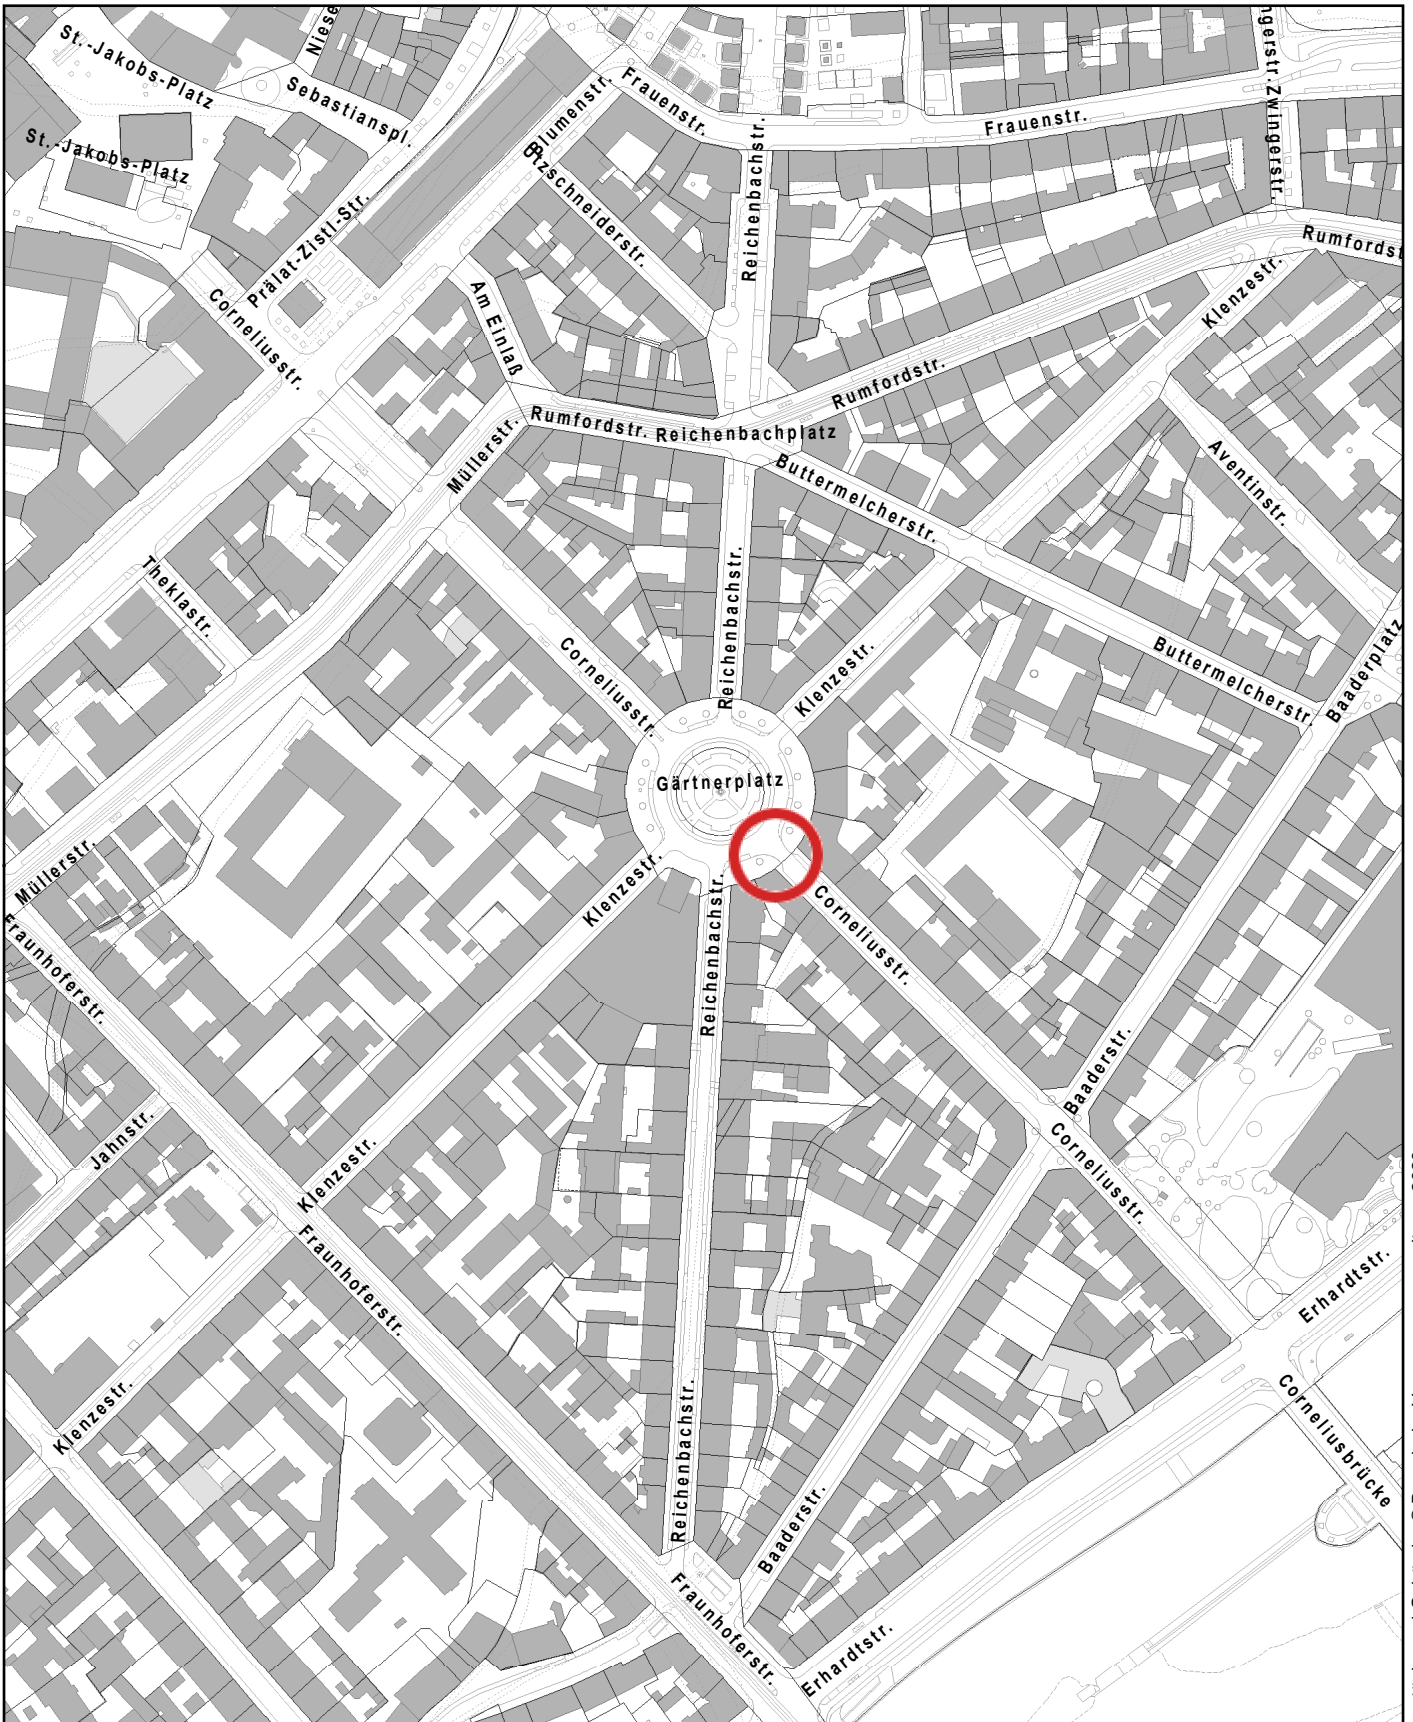 St.-Jakobs-Platz
Sebastianspl.
Blumenstr.
Frauenstr.
Frauenstr.
St.-Jakobs-Platz
Utzschneiderstr.
Reichenbachstr.
Zwingerstr.
Prälat-Zistl-Str.
Corneliusstr.
Am Einlaß
Klenzestr.
Rumfordstr.
Müllerstr.
Rumfordstr.
Reichenbachplatz
Buttermelcherstr.
Aventinstr.
Theklastr.
Corneliusstr.
Reichenbachstr.
Klenzestr.
Buttermelcherstr.
Baaderplatz
Gärtnerplatz
Müllerstr.
Fraunhoferstr.
Klenzestr.
Reichenbachstr.
Corneliusstr.
Jahnstr.
Klenzestr.
Baaderstr.
Corneliusstr.
Fraunhoferstr.
Erhardtstr.
Klenzestr.
Reichenbachstr.
Corneliusbrücke
Baaderstr.
Fraunhoferstr.
Erhardtstr.